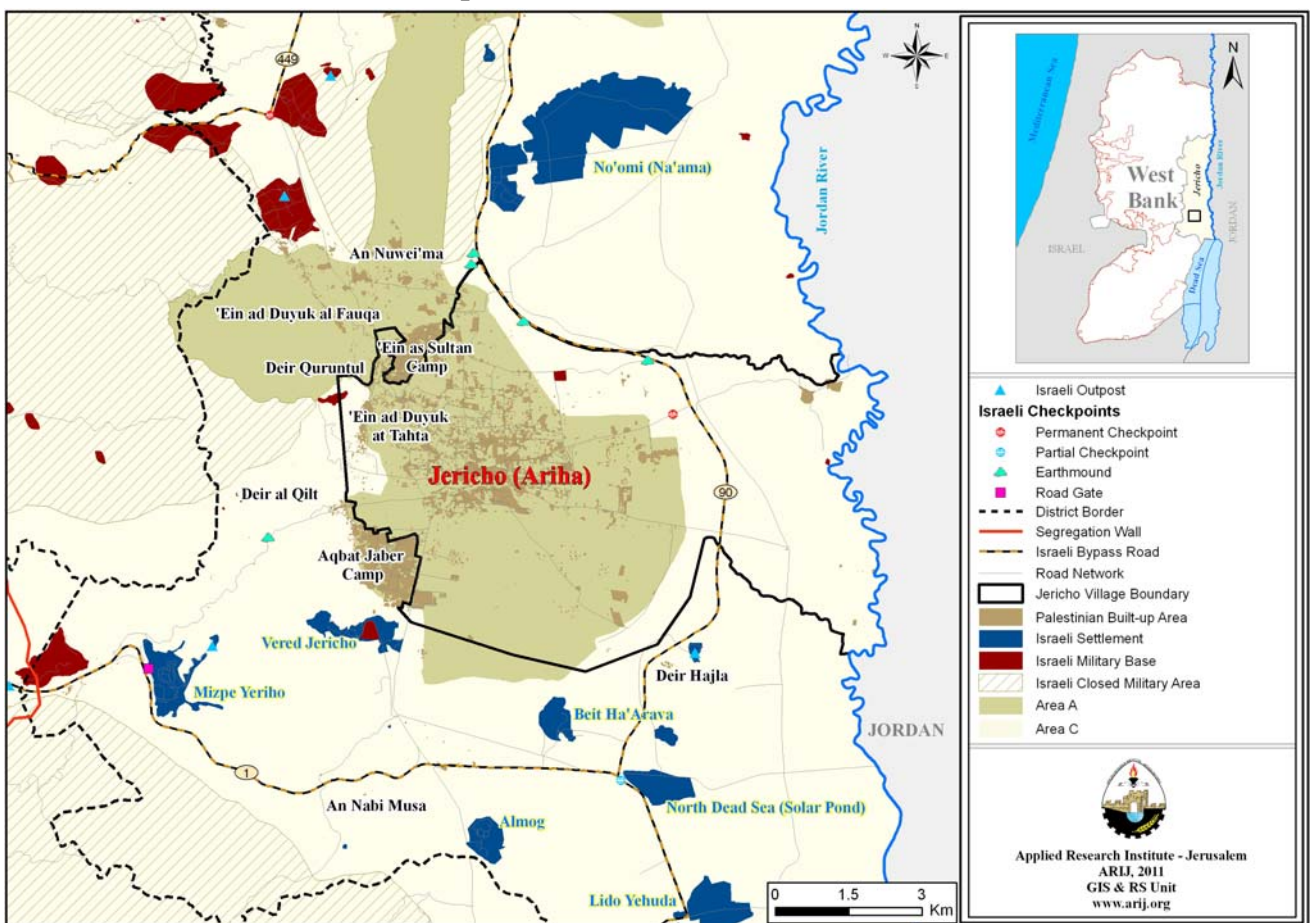 449
No'omi (Na'ama)
Jordan River
An Nuwei'ma
'Ein ad Duyuk al Fauqa
'Ein as Sultan
Camp
Deir Quruntul
'Ein ad Duyuk
at Tahta
Jericho (Ariha)
Deir al Qilt
90
Aqbat Jaber
Camp
Vered Jericho
Mizpe Yeriho
Deir Hajla
Beit Ha'Arava
JORDAN
1
An Nabi Musa
North Dead Sea (Solar Pond)
Almog
Lido Yehuda
0 1.5 3
Km
N
W E
S
N
Mediterranean Sea
West
Bank
Jericho
Jordan River
JORDAN
ISRAEL
Dead Sea
Israeli Outpost
Israeli Checkpoints
Permanent Checkpoint
Partial Checkpoint
Earthmound
Road Gate
District Border
Segregation Wall
Israeli Bypass Road
Road Network
Jericho Village Boundary
Palestinian Built-up Area
Israeli Settlement
Israeli Military Base
Israeli Closed Military Area
Area A
Area C
Applied Research Institute - Jerusalem
ARIJ, 2011
GIS & RS Unit
www.arij.org